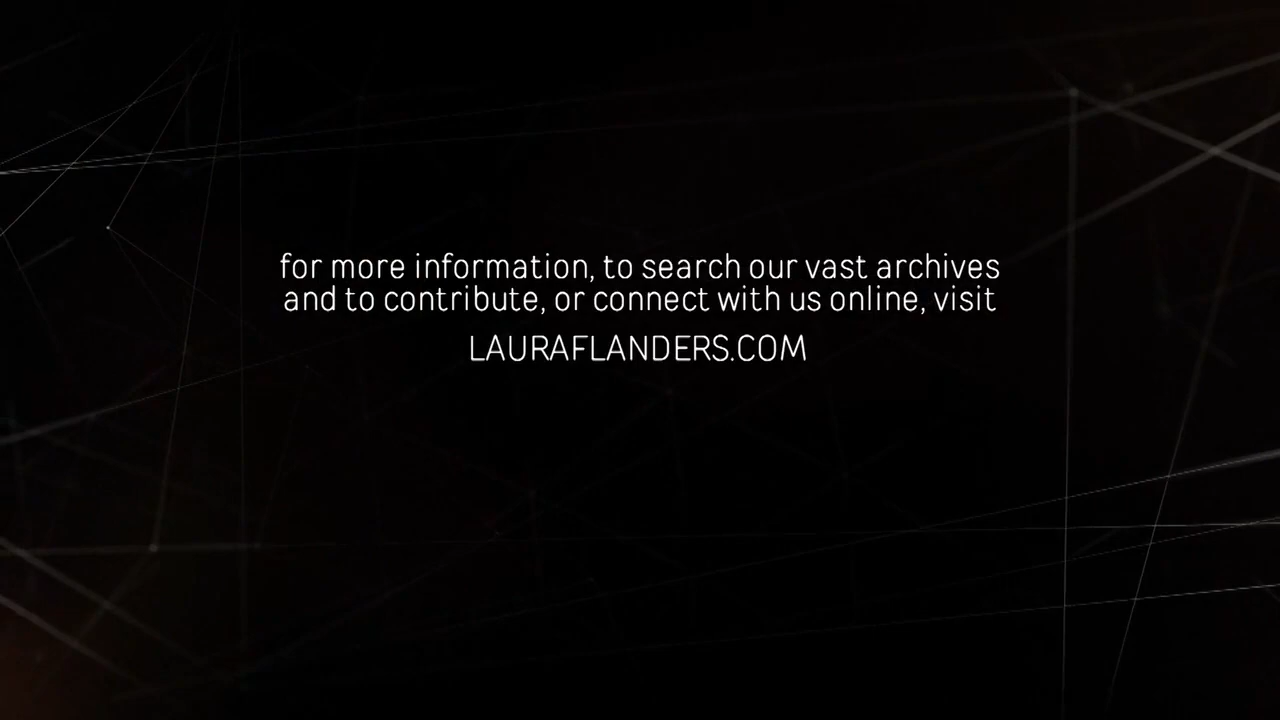 for more information, to search our vast archives
and to contribute, or connect with us online, visit
LAURAFLANDERS.COM